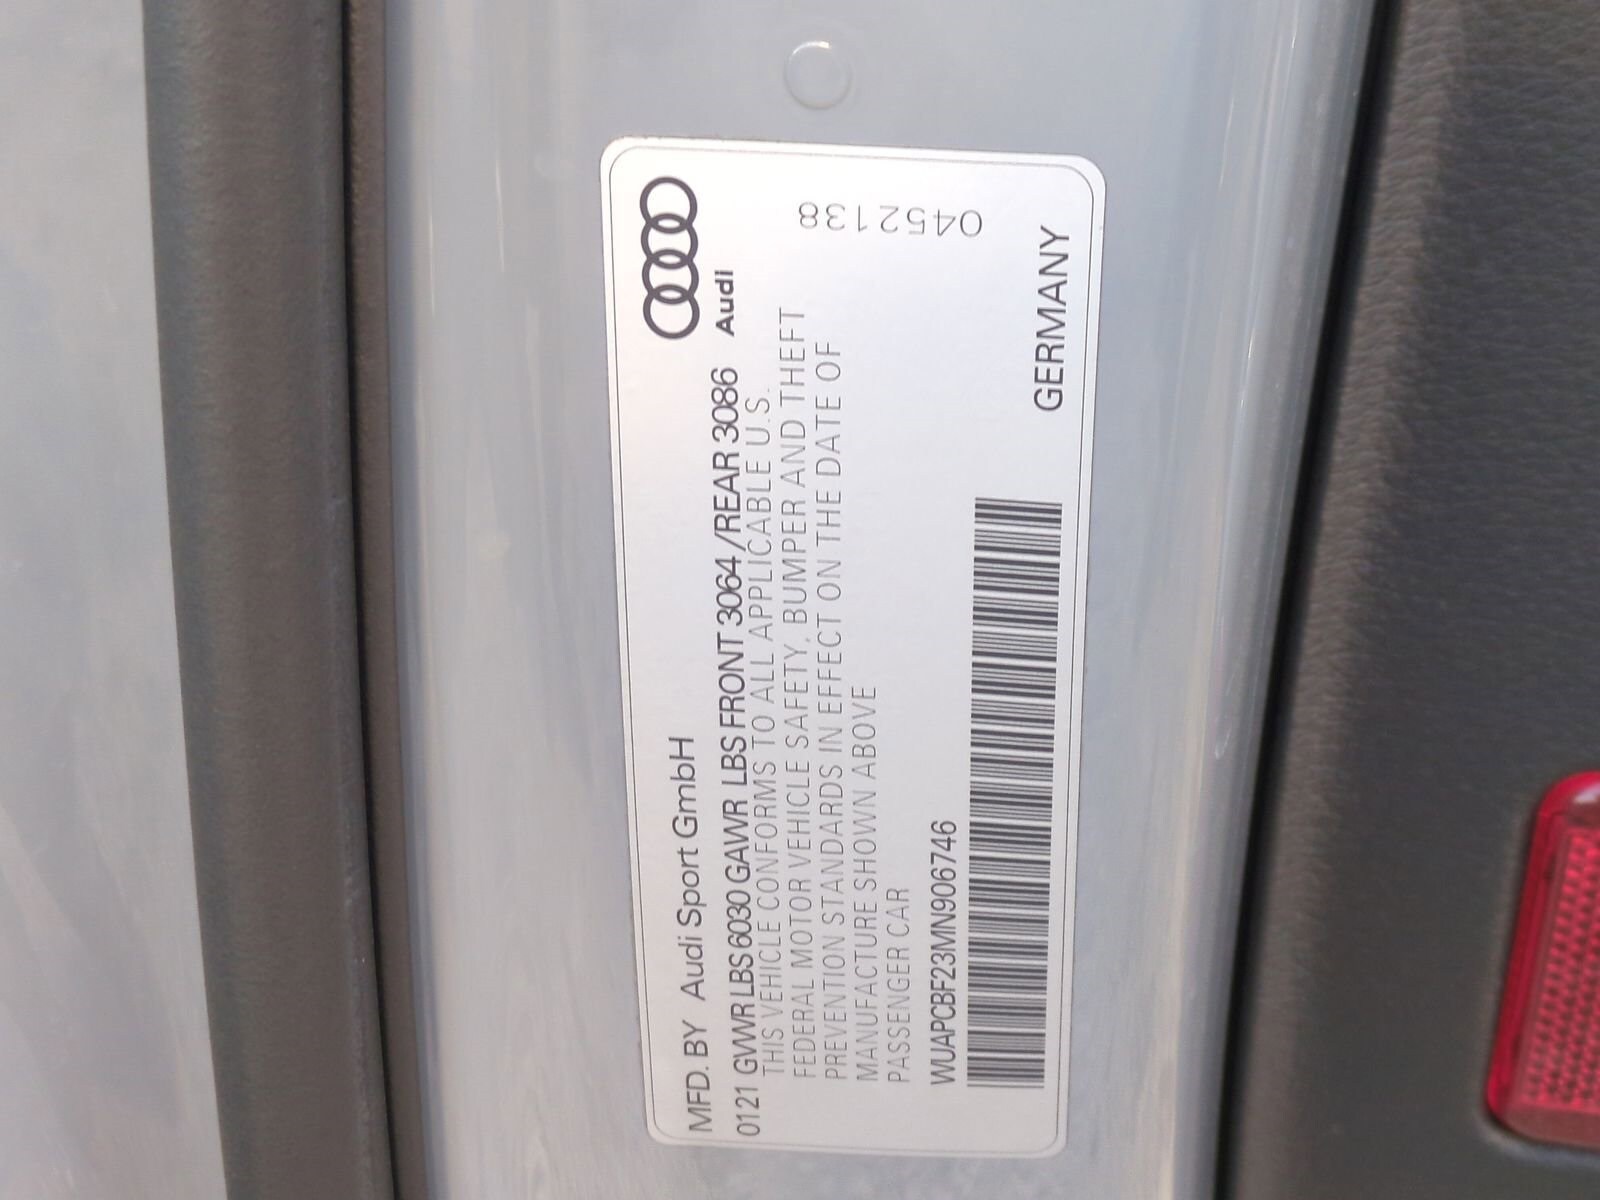 MFD. BY Audi Sport GmbH
Audi
0121 GVWR LBS 6030 GAWR LBS FRONT 3064 /REAR 3086
THIS VEHICLE CONFORMS TO ALL APPLICABLE U.S.
FEDERAL MOTOR VEHICLE SAFETY, BUMPER AND THEFT
PREVENTION STANDARDS IN EFFECT ON THE DATE OF
MANUFACTURE SHOWN ABOVE
PASSENGER CAR
0452138
WUAPCBF23MN906746
GERMANY